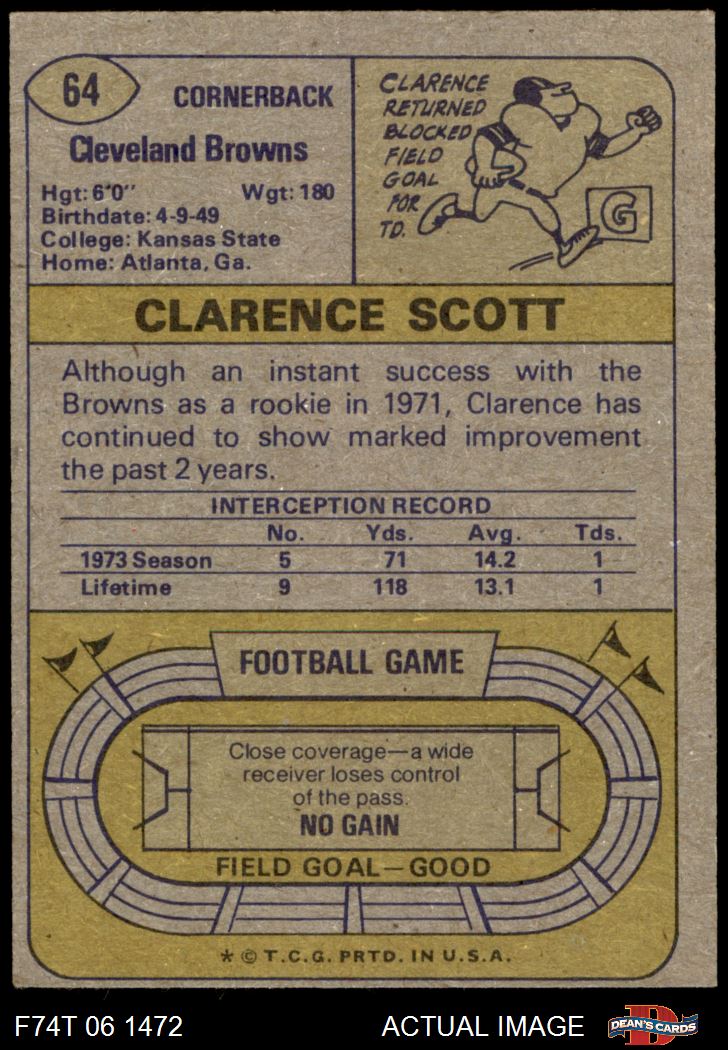 64
CORNERBACK
Cleveland Browns
Hgt: 6'0" Wgt: 180
Birthdate: 4-9-49
College: Kansas State
Home: Atlanta, Ga.
CLARENCE
RETURNED
BLOCKED
FIELD
GOAL
FOR
TD.
G
CLARENCE SCOTT
Although an instant success with the
Browns as a rookie in 1971, Clarence has
continued to show marked improvement
the past 2 years.
INTERCEPTION RECORD
No. Yds. Avg. Tds.
1973 Season 5 71 14.2 1
Lifetime 9 118 13.1 1
FOOTBALL GAME
Close coverage—a wide
receiver loses control
of the pass.
NO GAIN
FIELD GOAL—GOOD
* © T.C.G. PRTD. IN U.S.A.
F74T 06 1472 ACTUAL IMAGE
D
DEAN'S CARDS